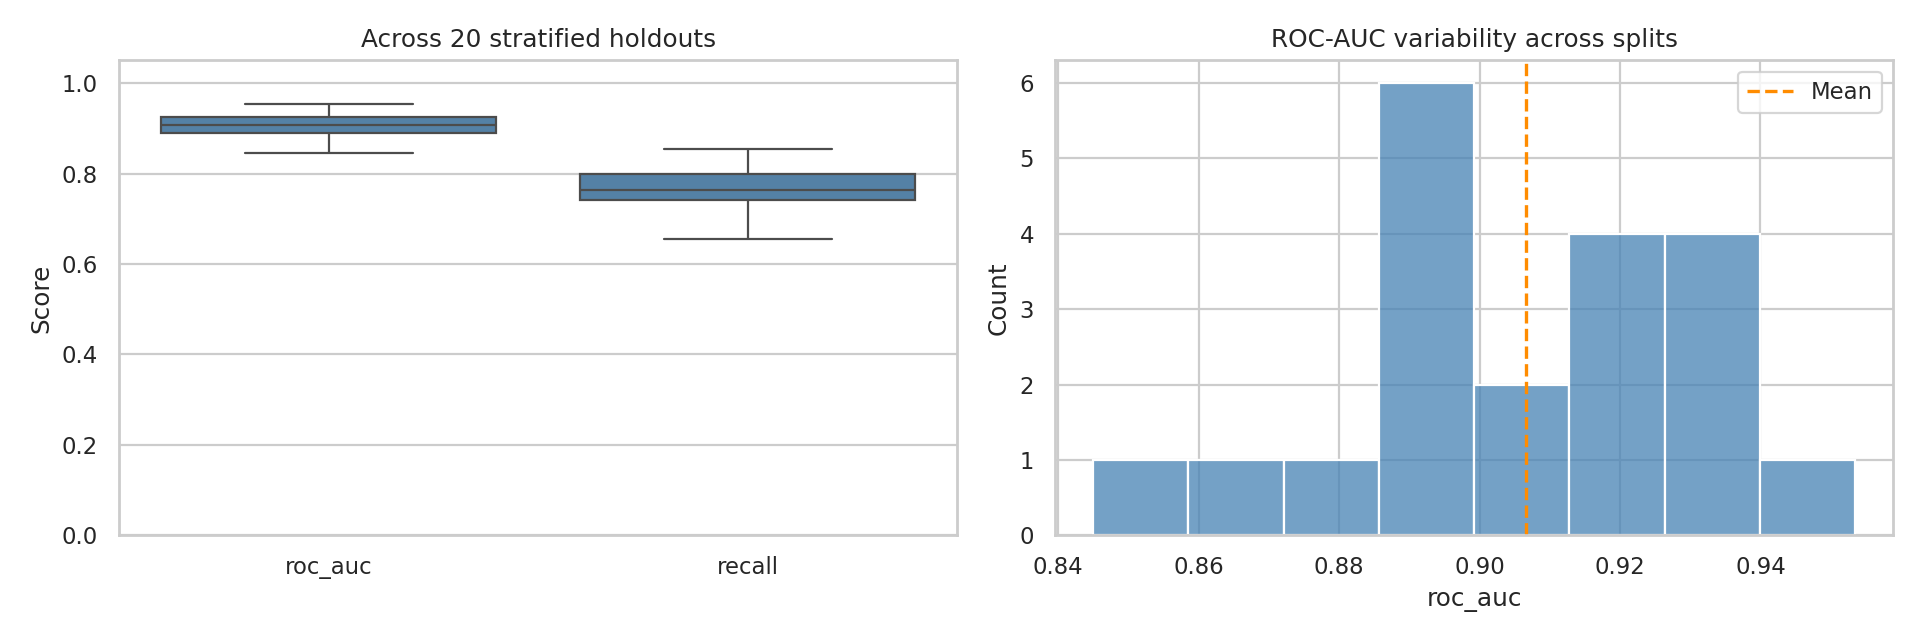 Across 20 stratified holdouts
1.0
0.8
0.6
0.4
0.2
0.0
Score
roc_auc
recall
ROC-AUC variability across splits
Mean
6
5
4
3
2
1
0
Count
0.84
0.86
0.88
0.90
0.92
0.94
roc_auc